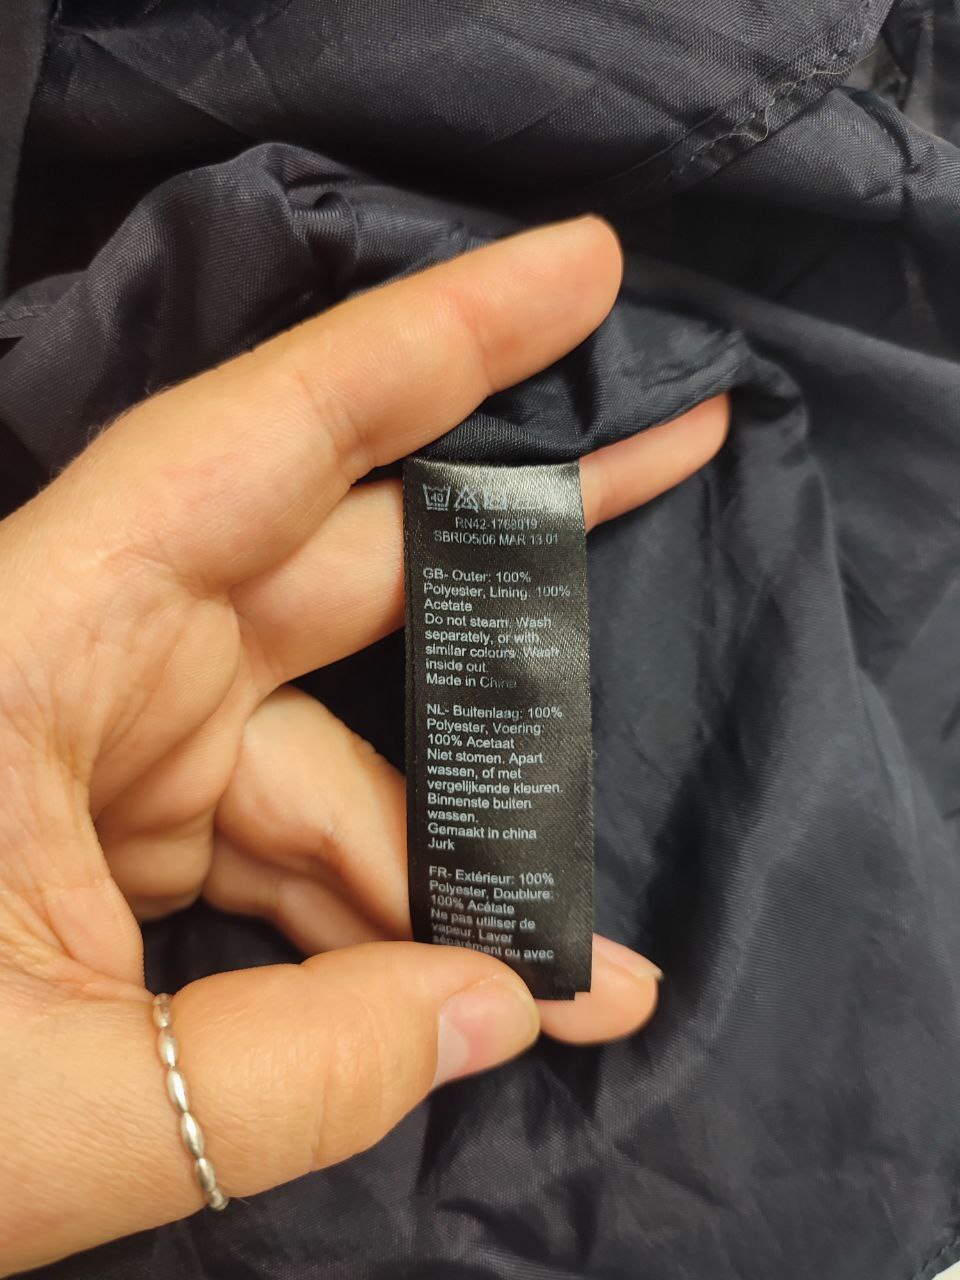 40
RN42-1769019
SBRIO5/06 MAR 13.01
GB- Outer: 100%
Polyester, Lining. 100%
Acetate
Do not steam. Wash
separately, or with
similar colours. Wash
inside out.
Made in China
NL- Buitenlaag: 100%
Polyester, Voering:
100% Acetaat
Niet stomen. Apart
wassen, of met
vergelijkende kleuren.
Binnenste buiten
wassen.
Gemaakt in china
Jurk
FR- Extérieur: 100%
Polyester, Doublure:
100% Acétate
Ne pas utiliser de
vapeur. Laver
séparément ou avec